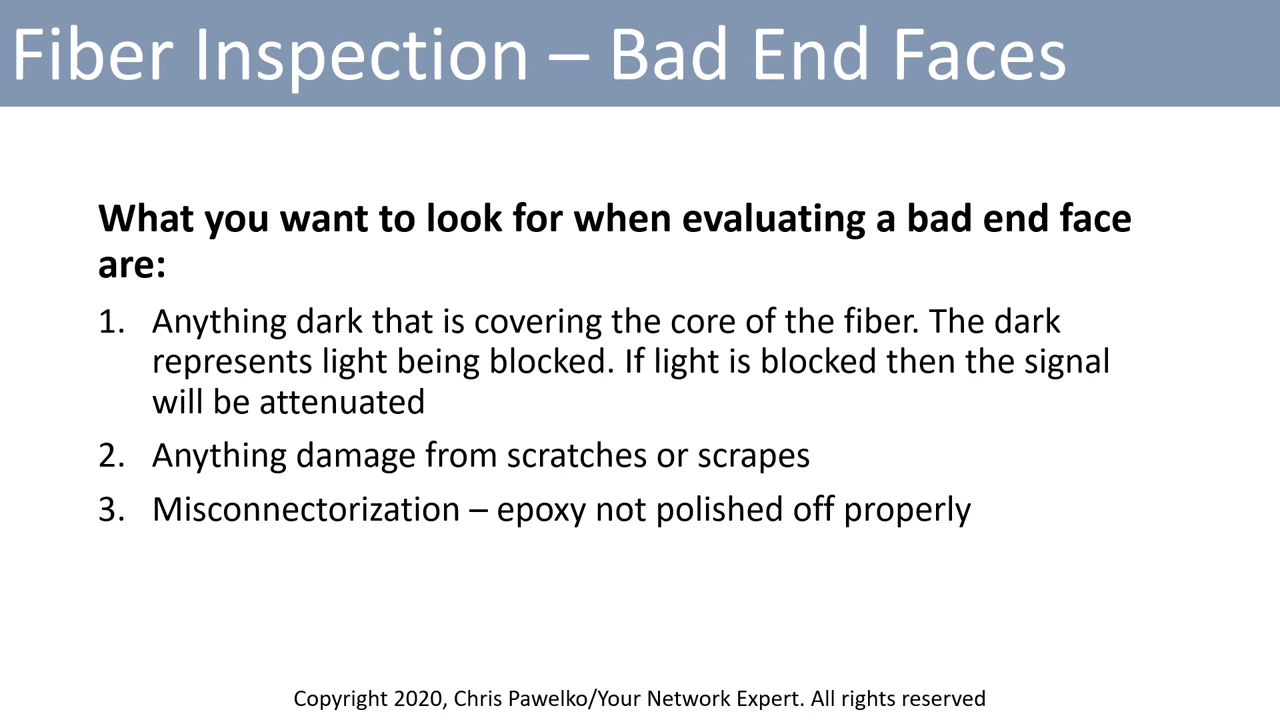 Fiber Inspection – Bad End Faces
What you want to look for when evaluating a bad end face
are:
1. Anything dark that is covering the core of the fiber. The dark
represents light being blocked. If light is blocked then the signal
will be attenuated
2. Anything damage from scratches or scrapes
3. Misconnectorization – epoxy not polished off properly
Copyright 2020, Chris Pawelko/Your Network Expert. All rights reserved